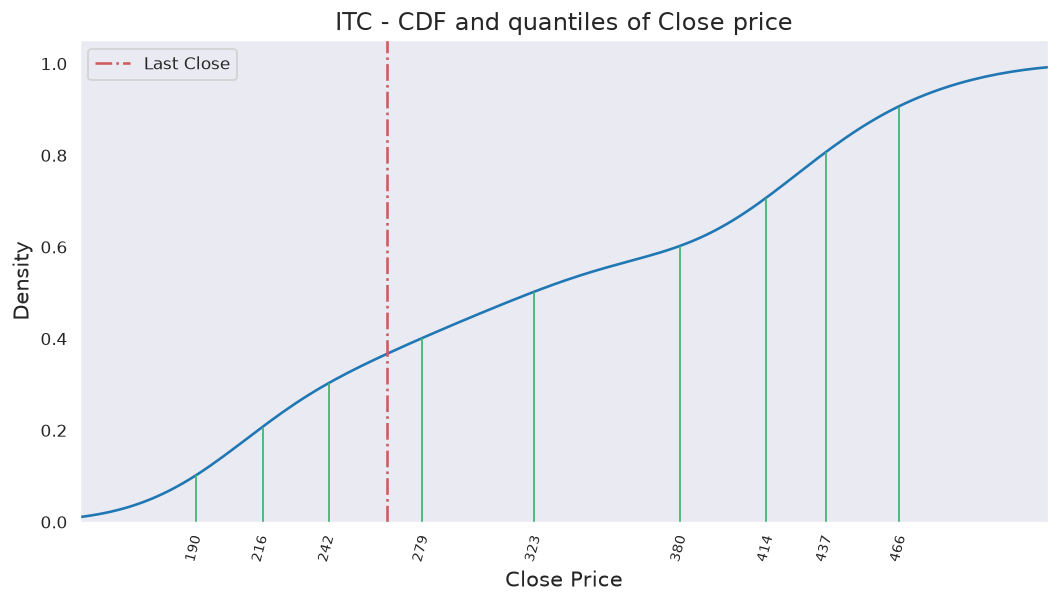 ITC - CDF and quantiles of Close price
Last Close
1.0
0.8
0.6
0.4
0.2
0.0
Density
190 216 242 279 323 380 414 437 466
Close Price